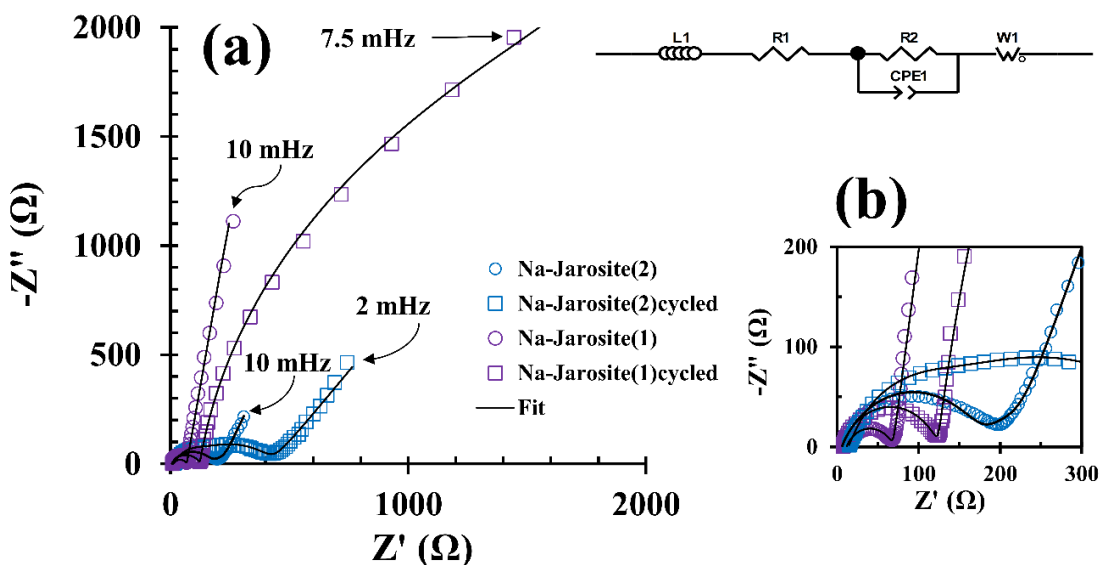 (a)
2000
1500
1000
500
0
-Z" (Ω)
0
1000
2000
Z' (Ω)
7.5 mHz
10 mHz
2 mHz
10 mHz
Na-Jarosite(2)
Na-Jarosite(2)cycled
Na-Jarosite(1)
Na-Jarosite(1)cycled
Fit
L1
R1
R2
CPE1
W1
(b)
200
100
0
-Z" (Ω)
0
100
200
300
Z' (Ω)